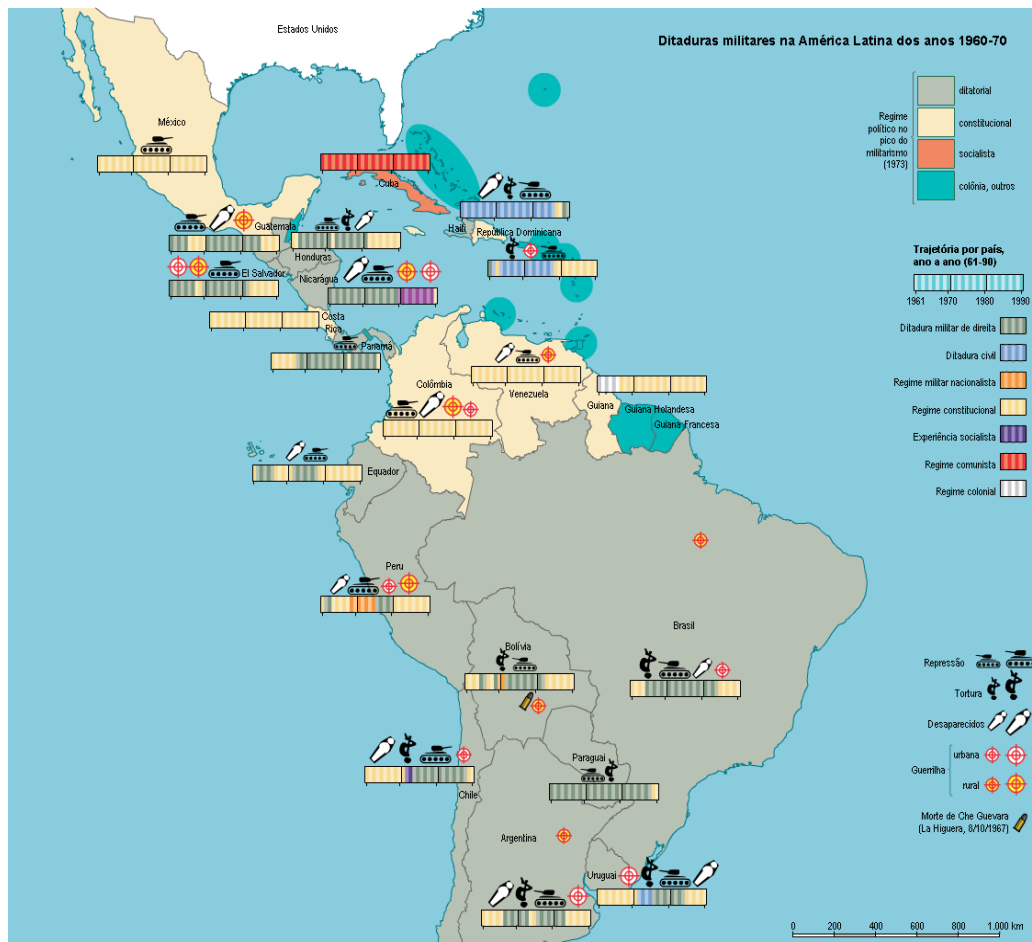 Estados Unidos
Ditaduras militares na América Latina dos anos 1960-70
Regime
político no
pico do
militarismo
(1973)
ditatorial
constitucional
socialista
colônia, outros
México
Cuba
Haiti
República Dominicana
Guatemala
Honduras
El Salvador
Nicarágua
Costa
Rica
Panamá
Venezuela
Colômbia
Guiana
Guiana Holandesa
Guiana Francesa
Equador
Peru
Brasil
Bolívia
Paraguai
Chile
Argentina
Uruguai
Trajetória por país,
ano a ano (61-90)
1961 1970 1980 1990
Ditadura militar de direita
Ditadura civil
Regime militar nacionalista
Regime constitucional
Experiência socialista
Regime comunista
Regime colonial
Repressão
Tortura
Desaparecidos
Guerrilha
urbana
rural
Morte de Che Guevara
(La Higuera, 8/10/1967)
0 200 400 600 800 1.000 km